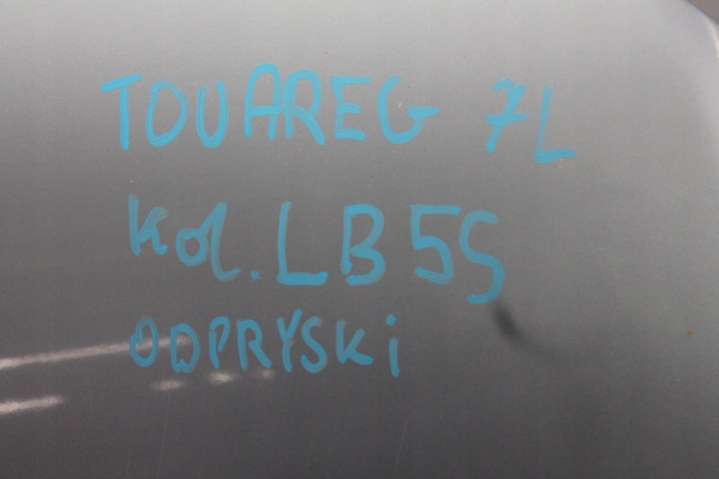 TOUAREG 7L
kol. LB5S
ODPRYSKi